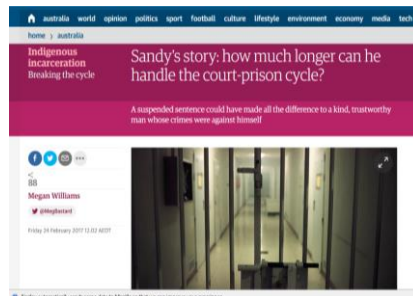 australia world opinion politics sport football culture lifestyle environment economy media tech
home > australia
Indigenous
incarceration
Breaking the cycle
Sandy's story: how much longer can he
handle the court-prison cycle?
A suspended sentence could have made all the difference to a kind, trustworthy
man whose crimes were against himself
88
Megan Williams
@MegBastard
Friday 24 February 2017 12.02 AEDT